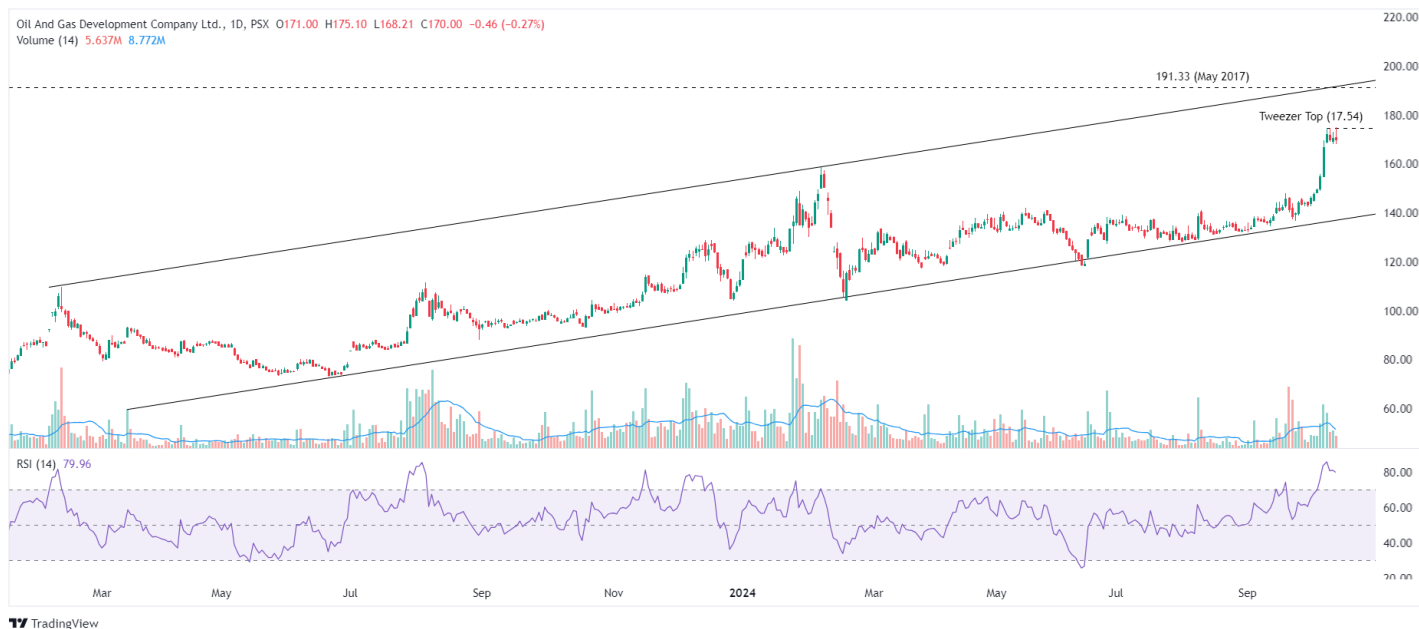 Oil And Gas Development Company Ltd., 1D, PSX O171.00 H175.10 L168.21 C170.00 −0.46 (−0.27%)
Volume (14) 5.637M 8.772M
220.00
200.00
191.33 (May 2017)
180.00
Tweezer Top (17.54)
160.00
140.00
120.00
100.00
80.00
60.00
RSI (14) 79.96
80.00
60.00
40.00
20.00
Mar May Jul Sep Nov 2024 Mar May Jul Sep
TradingView